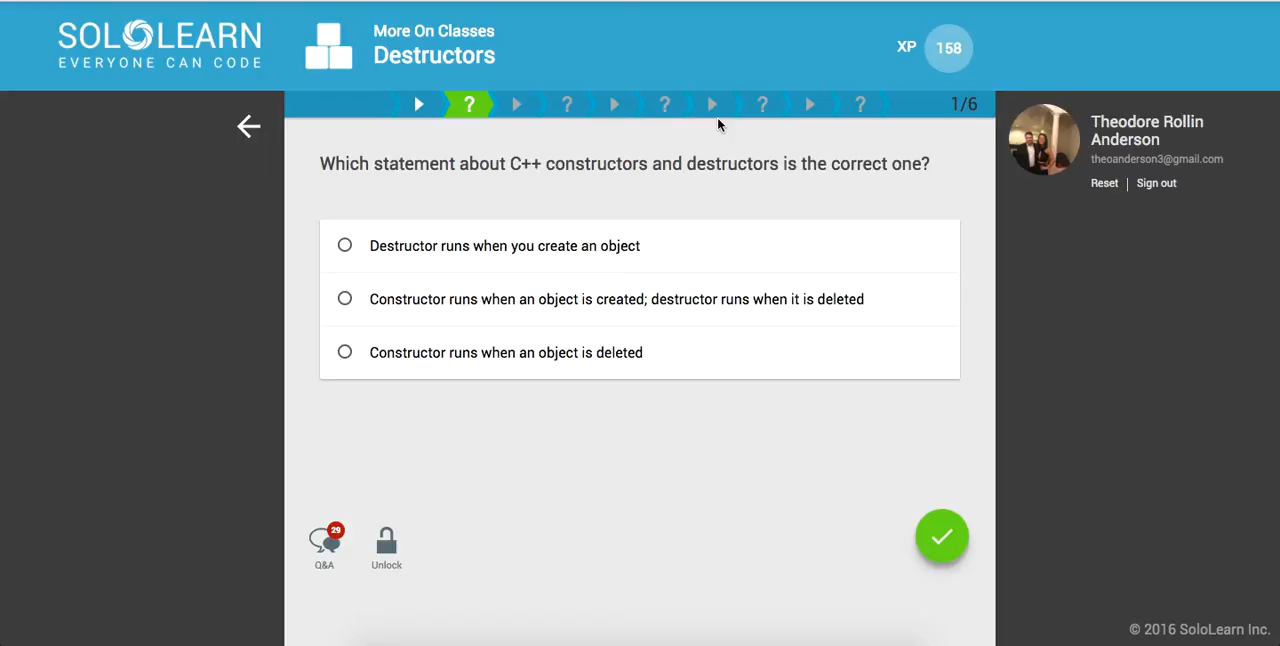 SOLOLEARN
EVERYONE CAN CODE
More On Classes
Destructors
XP 158
? ? ? ? ? 1/6
Theodore Rollin
Anderson
theoanderson3@gmail.com
Reset | Sign out
Which statement about C++ constructors and destructors is the correct one?
Destructor runs when you create an object
Constructor runs when an object is created; destructor runs when it is deleted
Constructor runs when an object is deleted
29
Q&A
Unlock
© 2016 SoloLearn Inc.